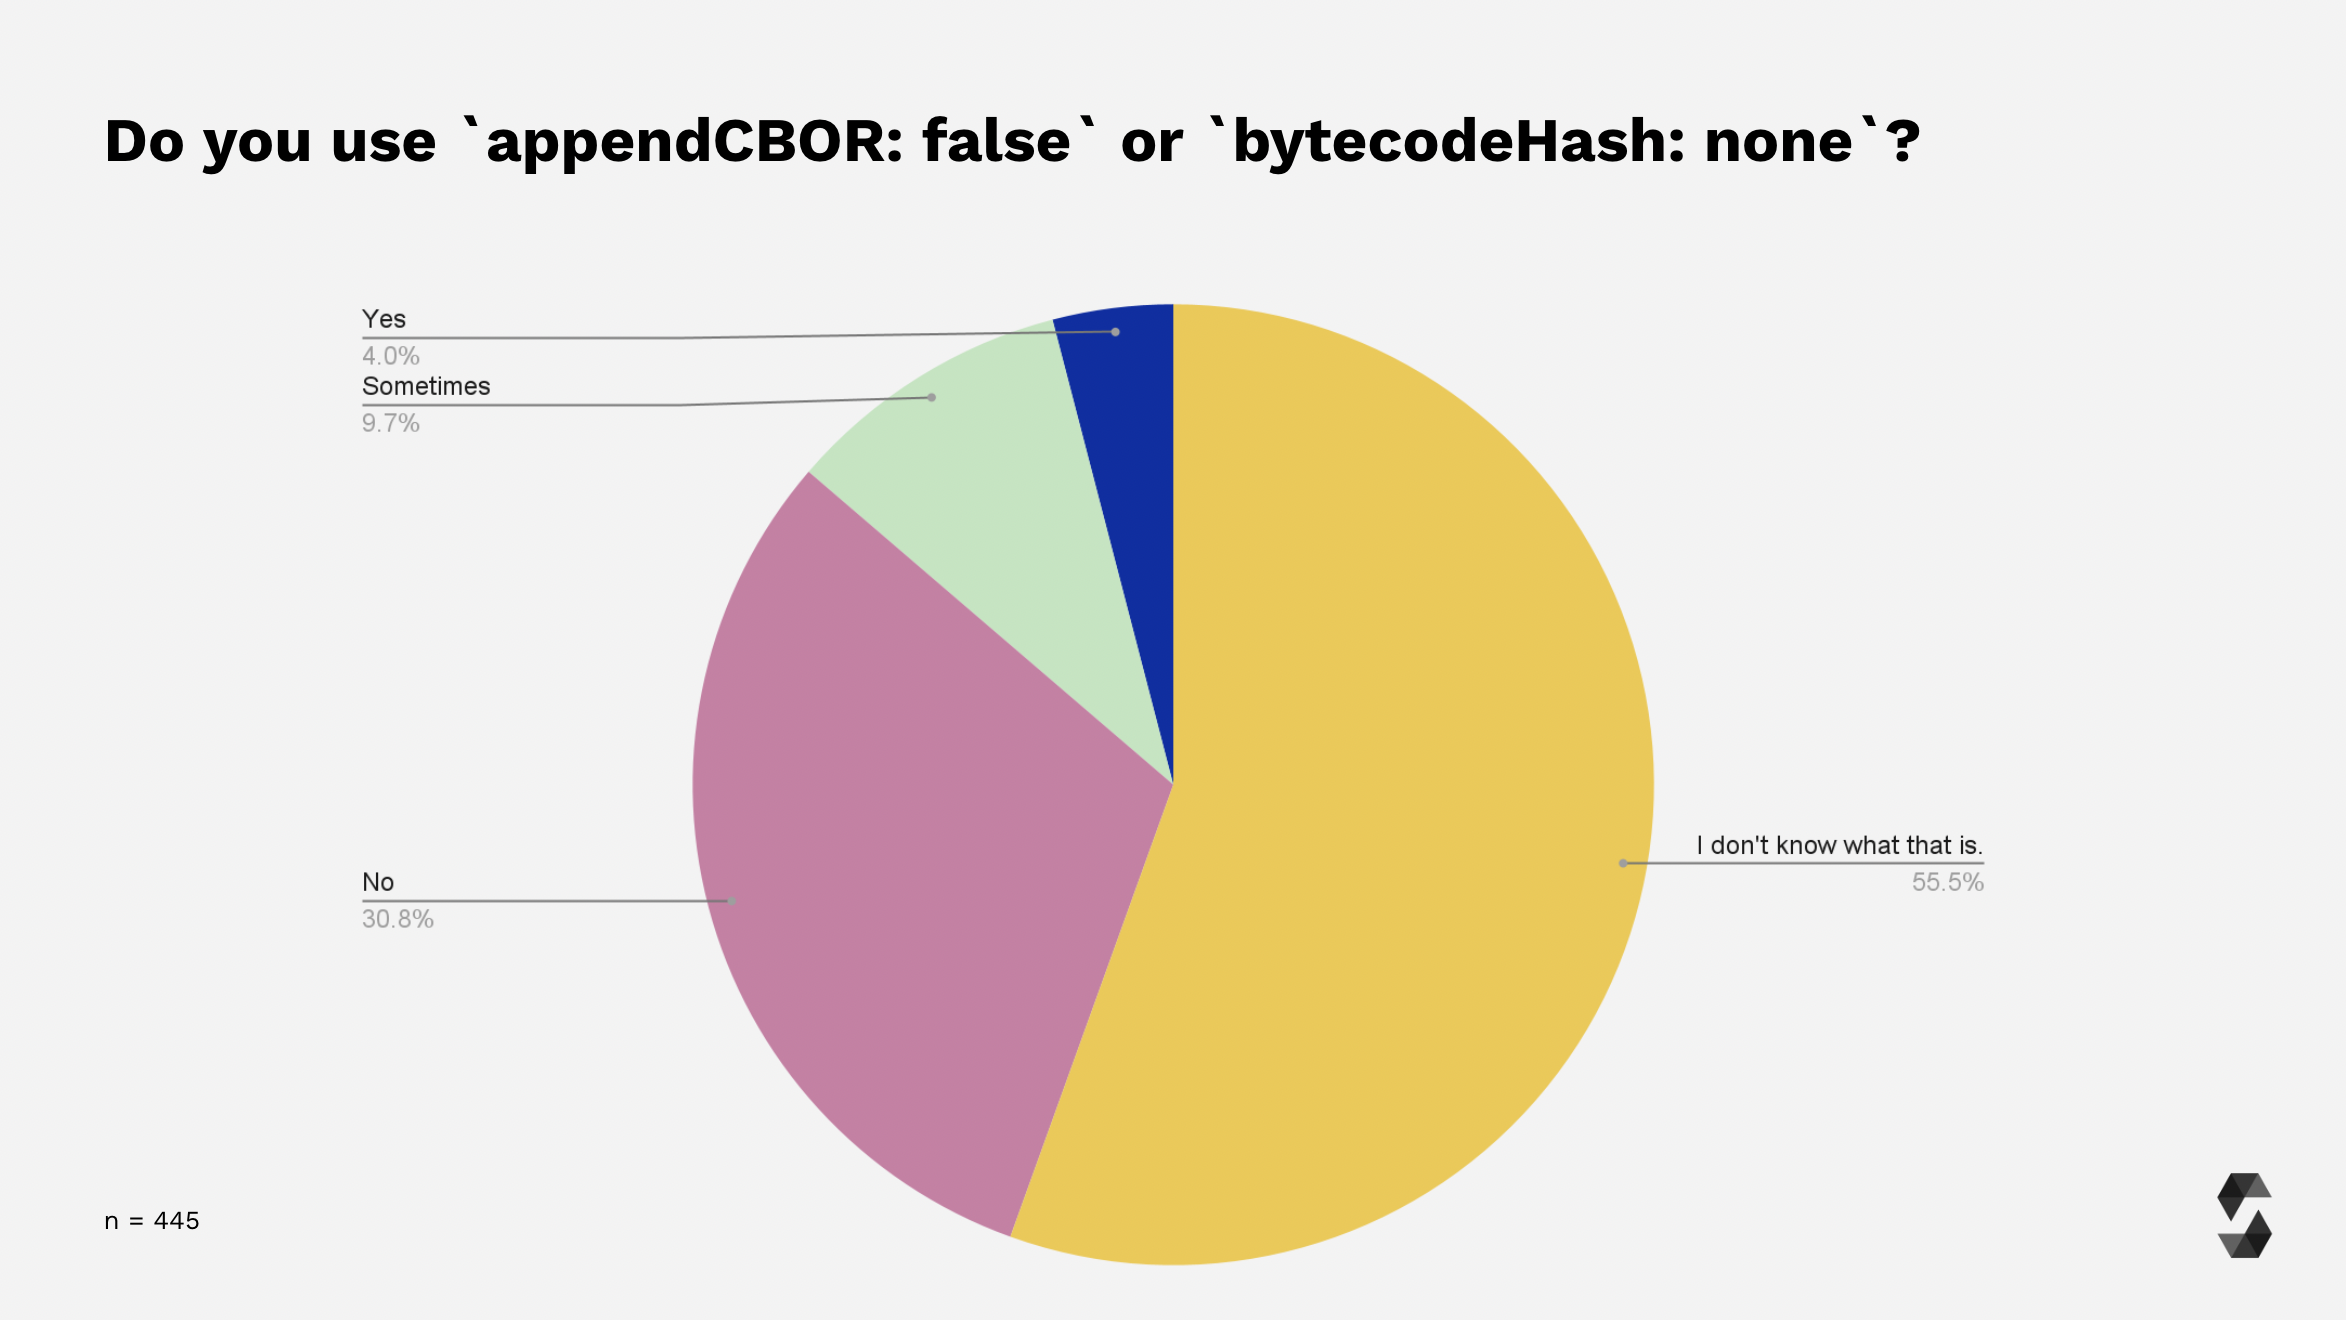 Do you use `appendCBOR: false` or `bytecodeHash: none`?
Yes
4.0%
Sometimes
9.7%
I don't know what that is.
55.5%
No
30.8%
n = 445